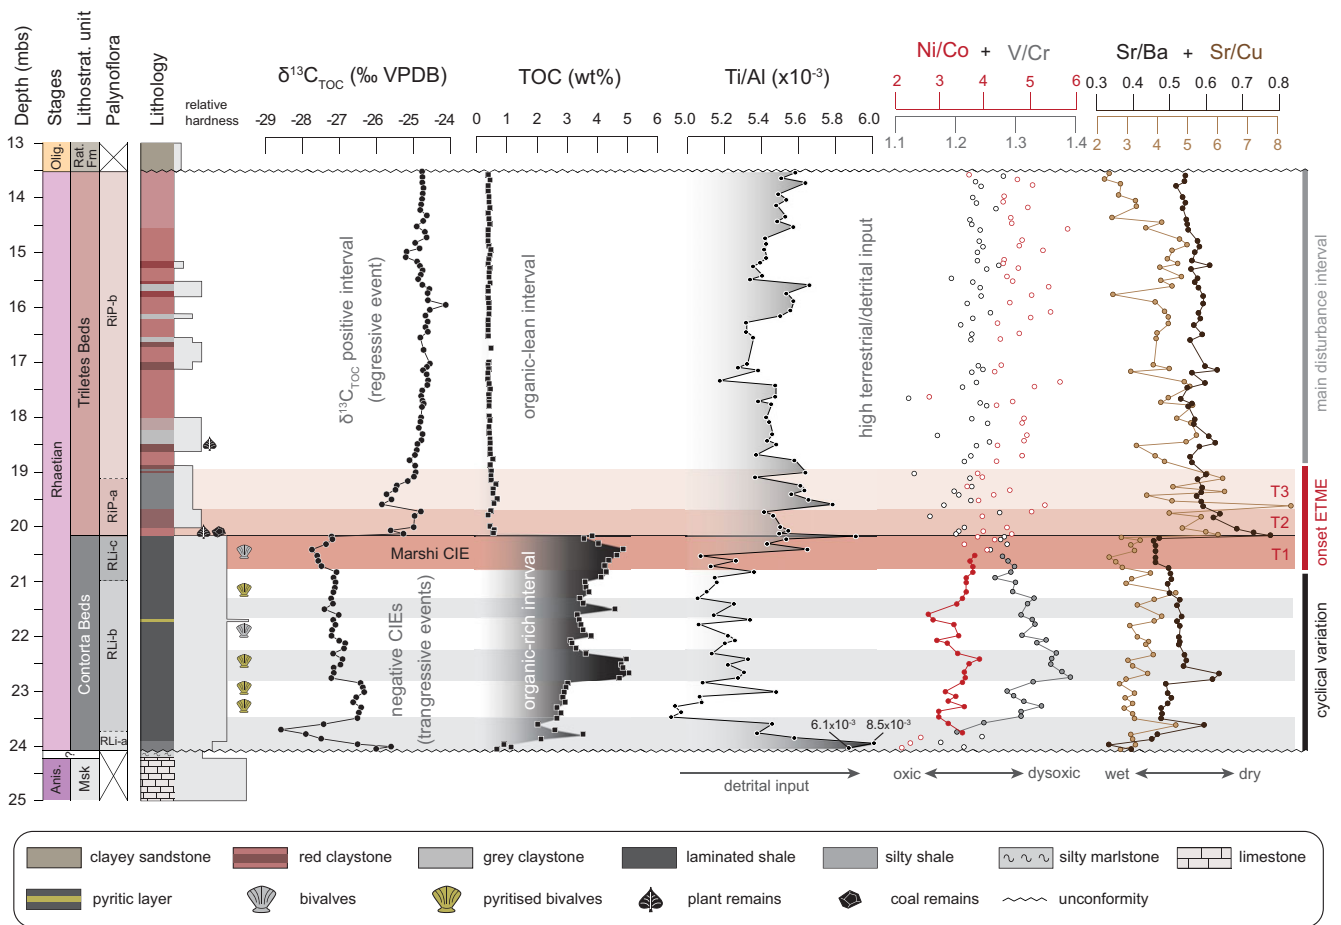 Depth (mbs)
Stages
Lithostrat. unit
Palynoflora
Lithology
relative
hardness
δ13CTOC (‰ VPDB)
-29 -28 -27 -26 -25 -24
TOC (wt%)
0 1 2 3 4 5 6
Ti/Al (x10-3)
5.0 5.2 5.4 5.6 5.8 6.0
Ni/Co + V/Cr
2 3 4 5 6
1.1 1.2 1.3 1.4
Sr/Ba + Sr/Cu
0.3 0.4 0.5 0.6 0.7 0.8
2 3 4 5 6 7 8
13
14
15
16
17
18
19
20
21
22
23
24
25
Olig.
Rhaetian
Anis.
Rat.
Fm
Triletes Beds
Contorta Beds
?
Msk
RiP-b
RiP-a
RLi-c
RLi-b
RLi-a
δ13CTOC positive interval
(regressive event)
organic-lean interval
high terrestrial/detrital input
main disturbance interval
T3
T2
T1
onset ETME
Marshi CIE
negative CIEs
(trangressive events)
organic-rich interval
cyclical variation
6.1x10-3 8.5x10-3
detrital input
oxic dysoxic
wet dry
clayey sandstone
red claystone
grey claystone
laminated shale
silty shale
silty marlstone
limestone
pyritic layer
bivalves
pyritised bivalves
plant remains
coal remains
unconformity